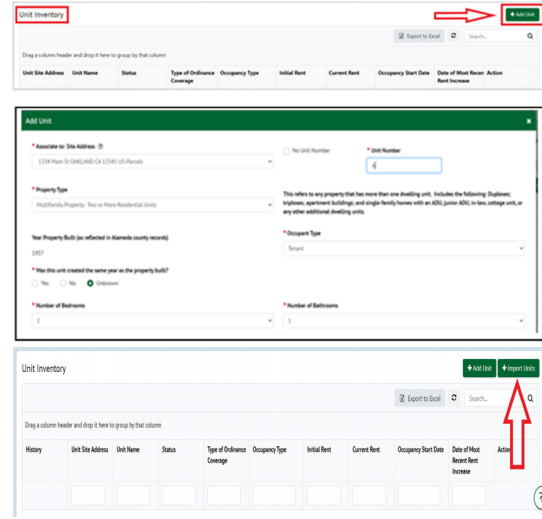 Unit Inventory
+ Add Unit
Export to Excel
Search...
Drag a column header and drop it here to group by that column
Unit Site Address Unit Name Status Type of Ordinance Coverage Occupancy Type Initial Rent Current Rent Occupancy Start Date Date of Most Recen Rent Increase Action
Add Unit
* Associate to: Site Address
No Unit Number
* Unit Number
1234 Main St OAKLAND CA 12345 US-Parcels
A
* Property Type
Multifamily Property- Two or More Residential Units
This refers to any property that has more than one dwelling unit. Includes the following: Duplexes;
triplexes; apartment buildings; and single-family homes with an ADU, junior ADU, in-law, cottage unit, or
any other additional dwelling units.
Year Property Built (as reflected in Alameda county records)
1957
* Occupant Type
Tenant
* Was this unit created the same year as the property built?
Yes No Unknown
* Number of Bedrooms
2
* Number of Bathrooms
1
Unit Inventory
+ Add Unit
+ Import Units
Export to Excel
Search...
Drag a column header and drop it here to group by that column
History Unit Site Address Unit Name Status Type of Ordinance Coverage Occupancy Type Initial Rent Current Rent Occupancy Start Date Date of Most Recent Rent Increase